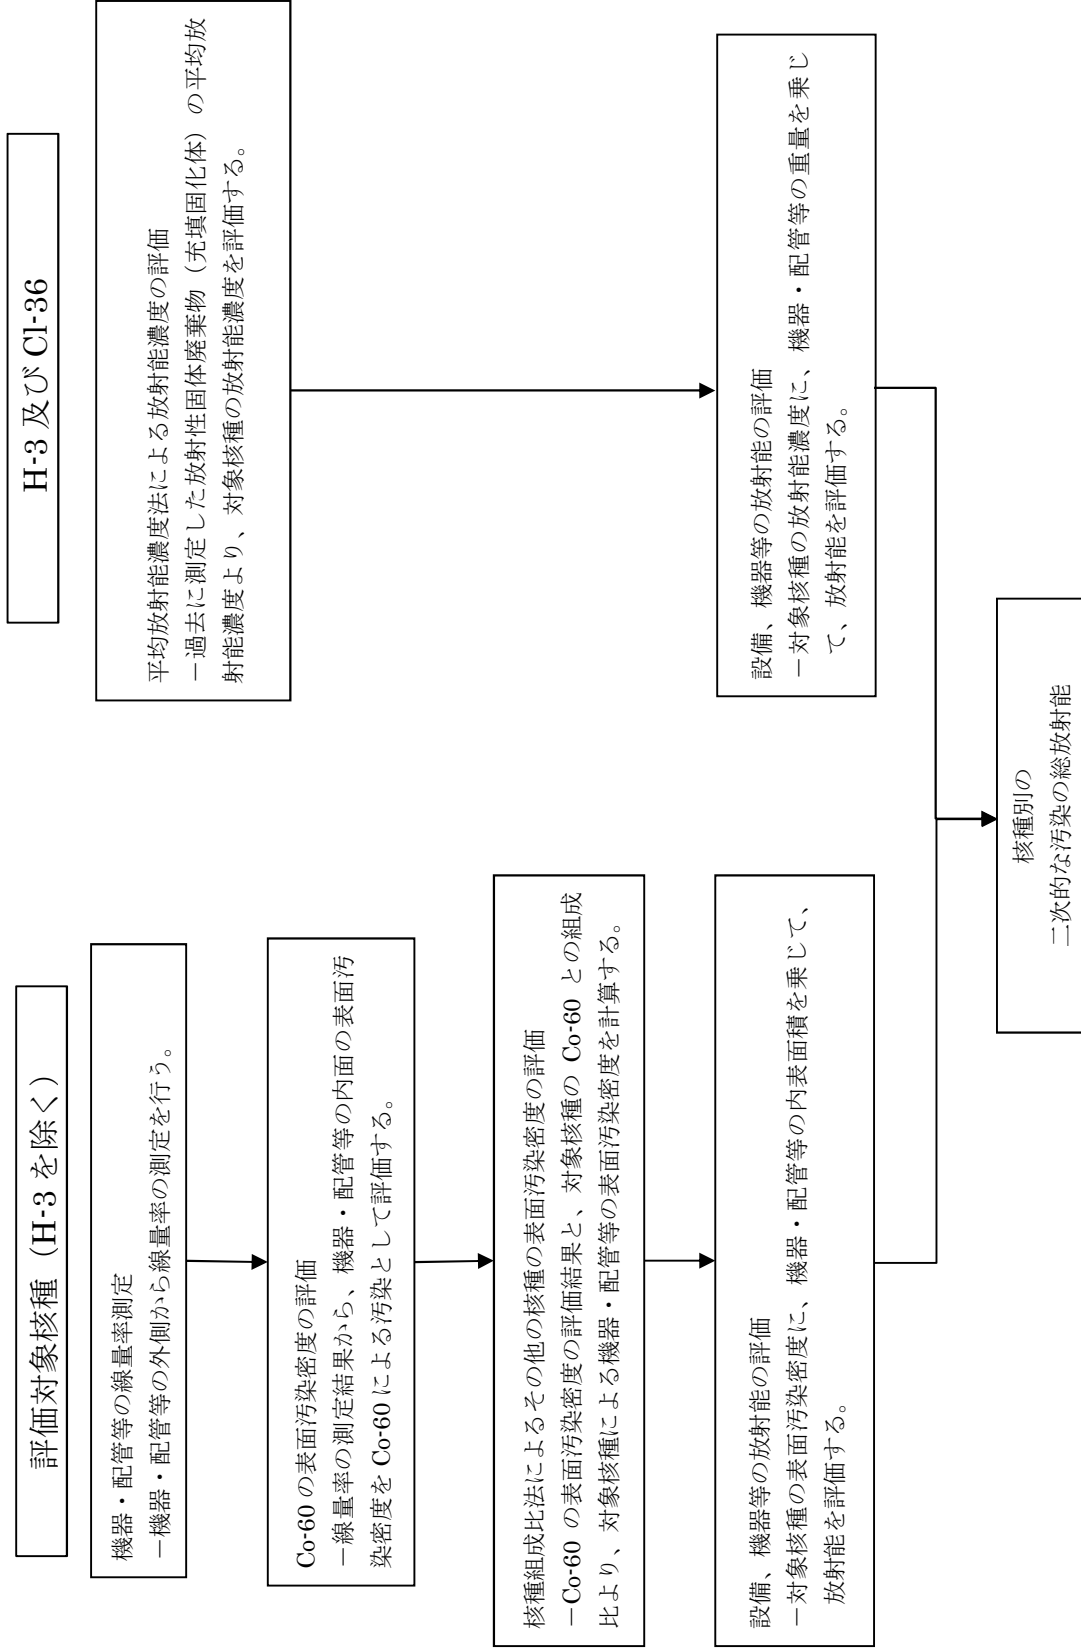 評価対象核種（H-3 を除く）
機器・配管等の線量率測定
－機器・配管等の外側から線量率の測定を行う。
Co-60 の表面汚染密度の評価
－線量率の測定結果から、機器・配管等の内面の表面汚
染密度を Co-60 による汚染として評価する。
核種組成比法によるその他の核種の表面汚染密度の評価
－Co-60 の表面汚染密度の評価結果と、対象核種の Co-60 との組成
比より、対象核種による機器・配管等の表面汚染密度を計算する。
設備、機器等の放射能の評価
－対象核種の表面汚染密度に、機器・配管等の内表面積を乗じて、
放射能を評価する。
H-3 及び Cl-36
平均放射能濃度法による放射能濃度の評価
－過去に測定した放射性固体廃棄物（充填固化体）の平均放
射能濃度より、対象核種の放射能濃度を評価する。
設備、機器等の放射能の評価
－対象核種の放射能濃度に、機器・配管等の重量を乗じ
て、放射能を評価する。
核種別の
二次的な汚染の総放射能